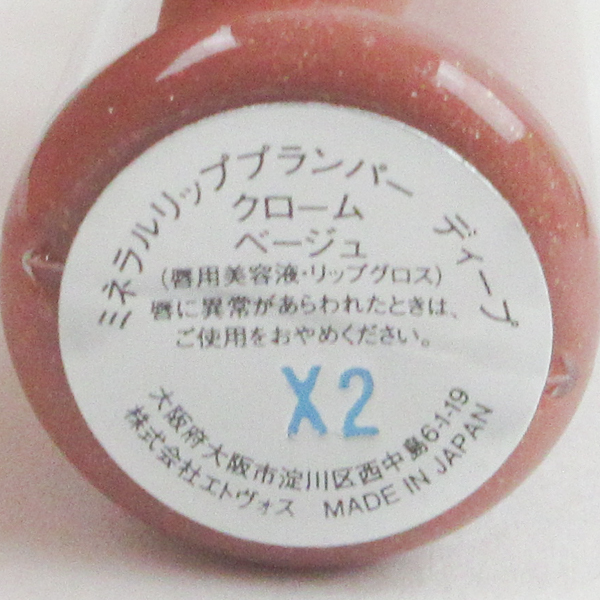 ミネラルリッププランパー ディープ
クローム
ベージュ
(唇用美容液・リップグロス)
唇に異常があらわれたときは、
ご使用をおやめください。
X2
大阪府大阪市淀川区西中島6-1-19
株式会社エトヴォス MADE IN JAPAN